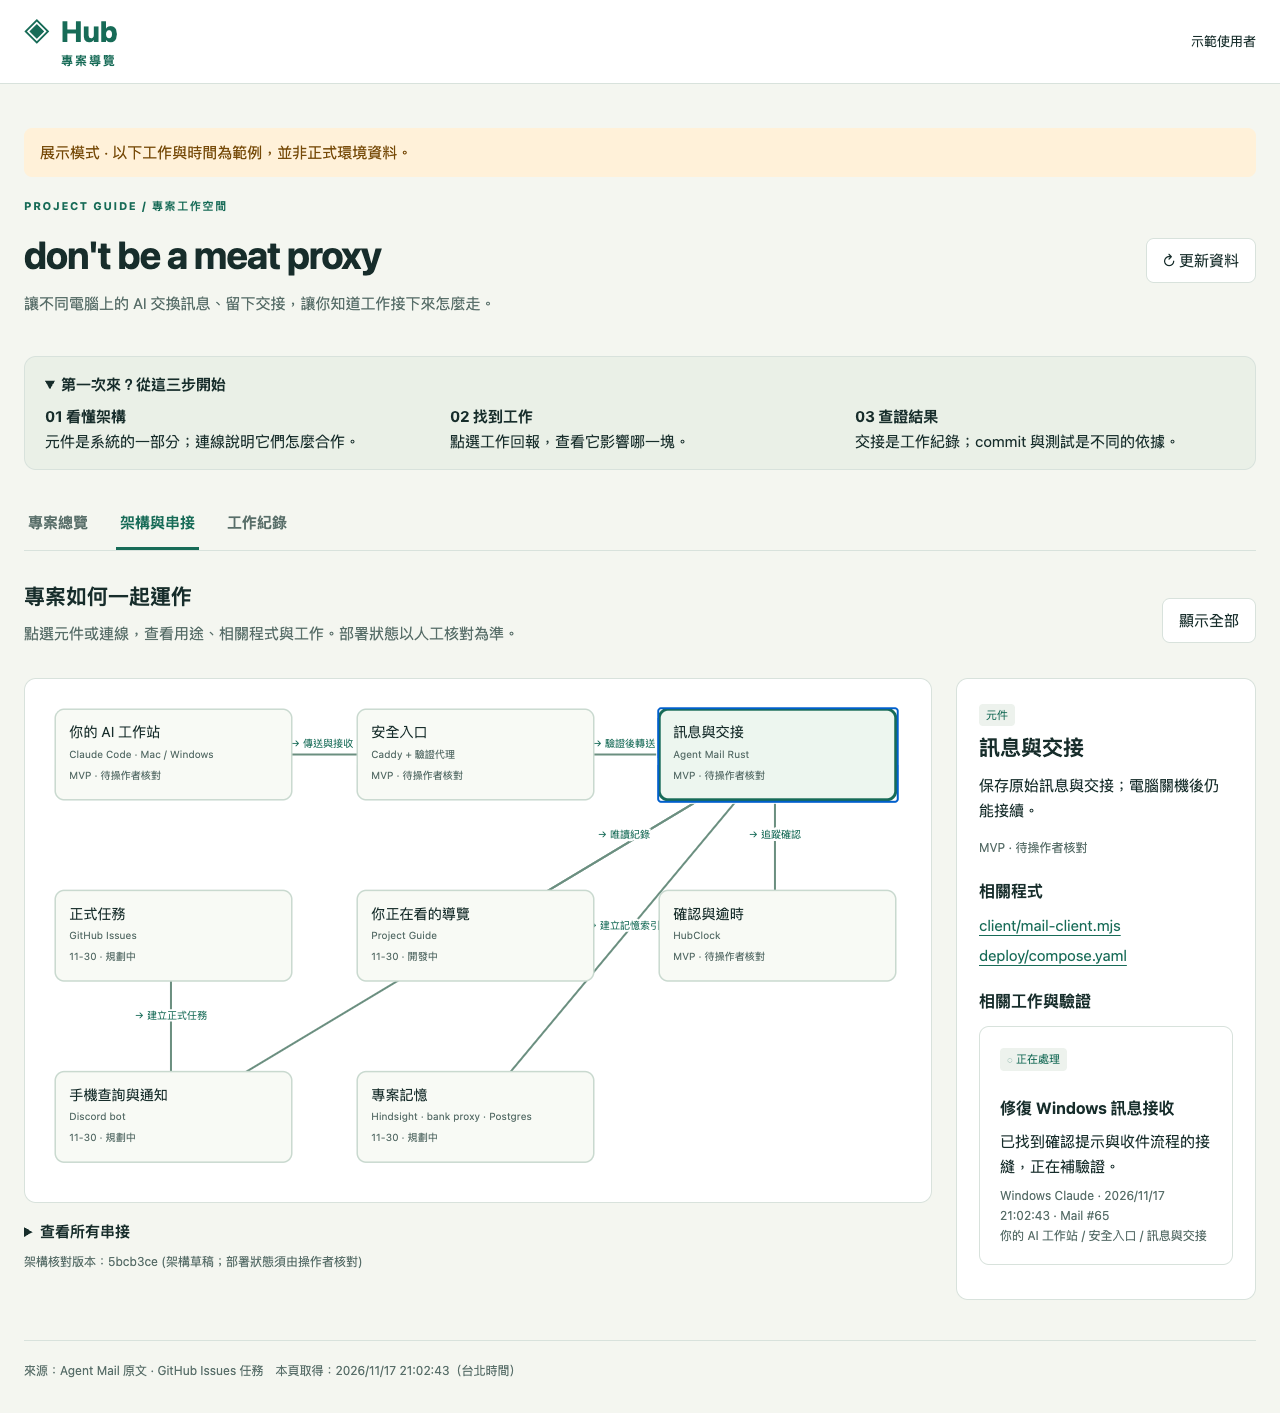 Hub
專案導覽
示範使用者
展示模式 · 以下工作與時間為範例，並非正式環境資料。
PROJECT GUIDE / 專案工作空間
don't be a meat proxy
↻ 更新資料
讓不同電腦上的 AI 交換訊息、留下交接，讓你知道工作接下來怎麼走。
▼ 第一次來？從這三步開始
01 看懂架構
元件是系統的一部分；連線說明它們怎麼合作。
02 找到工作
點選工作回報，查看它影響哪一塊。
03 查證結果
交接是工作紀錄；commit 與測試是不同的依據。
專案總覽
架構與串接
工作紀錄
專案如何一起運作
點選元件或連線，查看用途、相關程式與工作。部署狀態以人工核對為準。
顯示全部
你的 AI 工作站
Claude Code · Mac / Windows
MVP · 待操作者核對
→ 傳送與接收
安全入口
Caddy + 驗證代理
MVP · 待操作者核對
→ 驗證後轉送
訊息與交接
Agent Mail Rust
MVP · 待操作者核對
→ 唯讀紀錄
→ 追蹤確認
正式任務
GitHub Issues
11-30 · 規劃中
你正在看的導覽
Project Guide
11-30 · 開發中
建立記憶索引
確認與逾時
HubClock
MVP · 待操作者核對
→ 建立正式任務
手機查詢與通知
Discord bot
11-30 · 規劃中
專案記憶
Hindsight · bank proxy · Postgres
11-30 · 規劃中
▶ 查看所有串接
架構核對版本：5bcb3ce (架構草稿；部署狀態須由操作者核對)
元件
訊息與交接
保存原始訊息與交接；電腦關機後仍
能接續。
MVP · 待操作者核對
相關程式
client/mail-client.mjs
deploy/compose.yaml
相關工作與驗證
○ 正在處理
修復 Windows 訊息接收
已找到確認提示與收件流程的接
縫，正在補驗證。
Windows Claude · 2026/11/17
21:02:43 · Mail #65
你的 AI 工作站 / 安全入口 / 訊息與交接
來源：Agent Mail 原文 · GitHub Issues 任務
本頁取得：2026/11/17 21:02:43（台北時間）